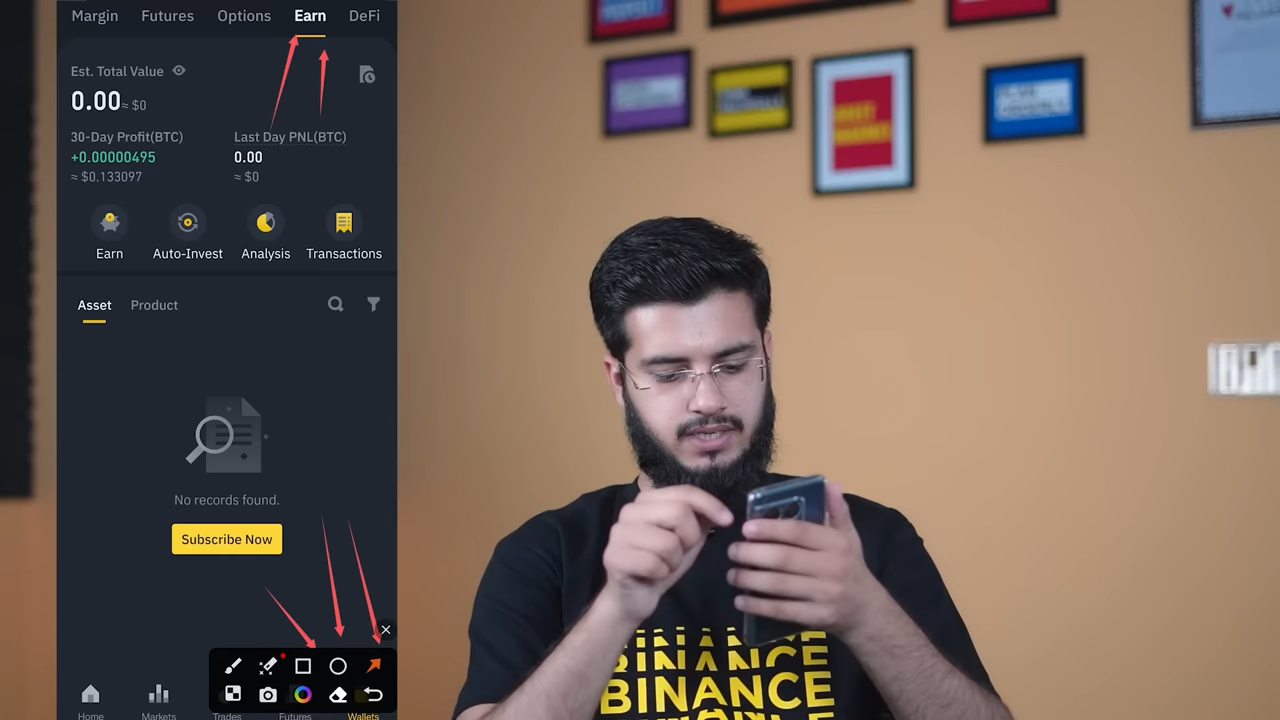 Margin Futures Options Earn DeFi
Est. Total Value
0.00 ≈ $0
30-Day Profit(BTC) Last Day PNL(BTC)
+0.00000495 0.00
≈ $0.133097 ≈ $0
Earn Auto-Invest Analysis Transactions
Asset Product
No records found.
Subscribe Now
Home Markets Trades Futures Wallets
BINANCE
BINANCE
BINANCE